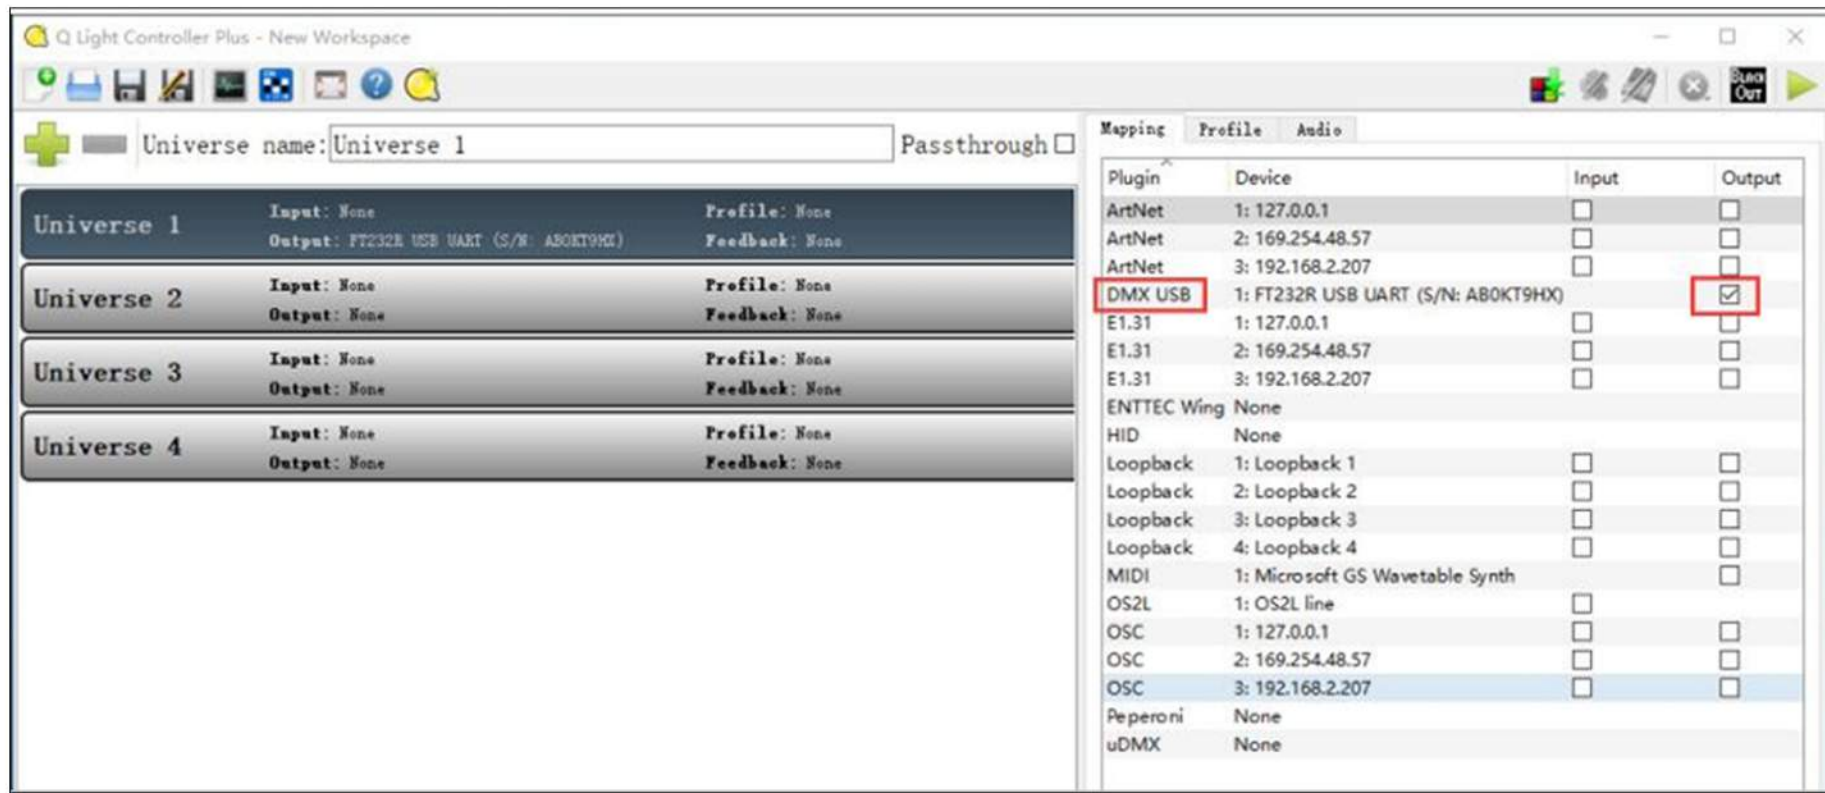 Q Light Controller Plus - New Workspace
BLACK OUT
Universe name: Universe 1 Passthrough
Universe 1 Input: None Profile: None
Output: FT232R USB UART (S/N: AB0KT9HX) Feedback: None
Universe 2 Input: None Profile: None
Output: None Feedback: None
Universe 3 Input: None Profile: None
Output: None Feedback: None
Universe 4 Input: None Profile: None
Output: None Feedback: None
Mapping Profile Audio
Plugin Device Input Output
ArtNet 1: 127.0.0.1
ArtNet 2: 169.254.48.57
ArtNet 3: 192.168.2.207
DMX USB 1: FT232R USB UART (S/N: AB0KT9HX)
E1.31 1: 127.0.0.1
E1.31 2: 169.254.48.57
E1.31 3: 192.168.2.207
ENTTEC Wing None
HID None
Loopback 1: Loopback 1
Loopback 2: Loopback 2
Loopback 3: Loopback 3
Loopback 4: Loopback 4
MIDI 1: Microsoft GS Wavetable Synth
OS2L 1: OS2L line
OSC 1: 127.0.0.1
OSC 2: 169.254.48.57
OSC 3: 192.168.2.207
Peperoni None
uDMX None